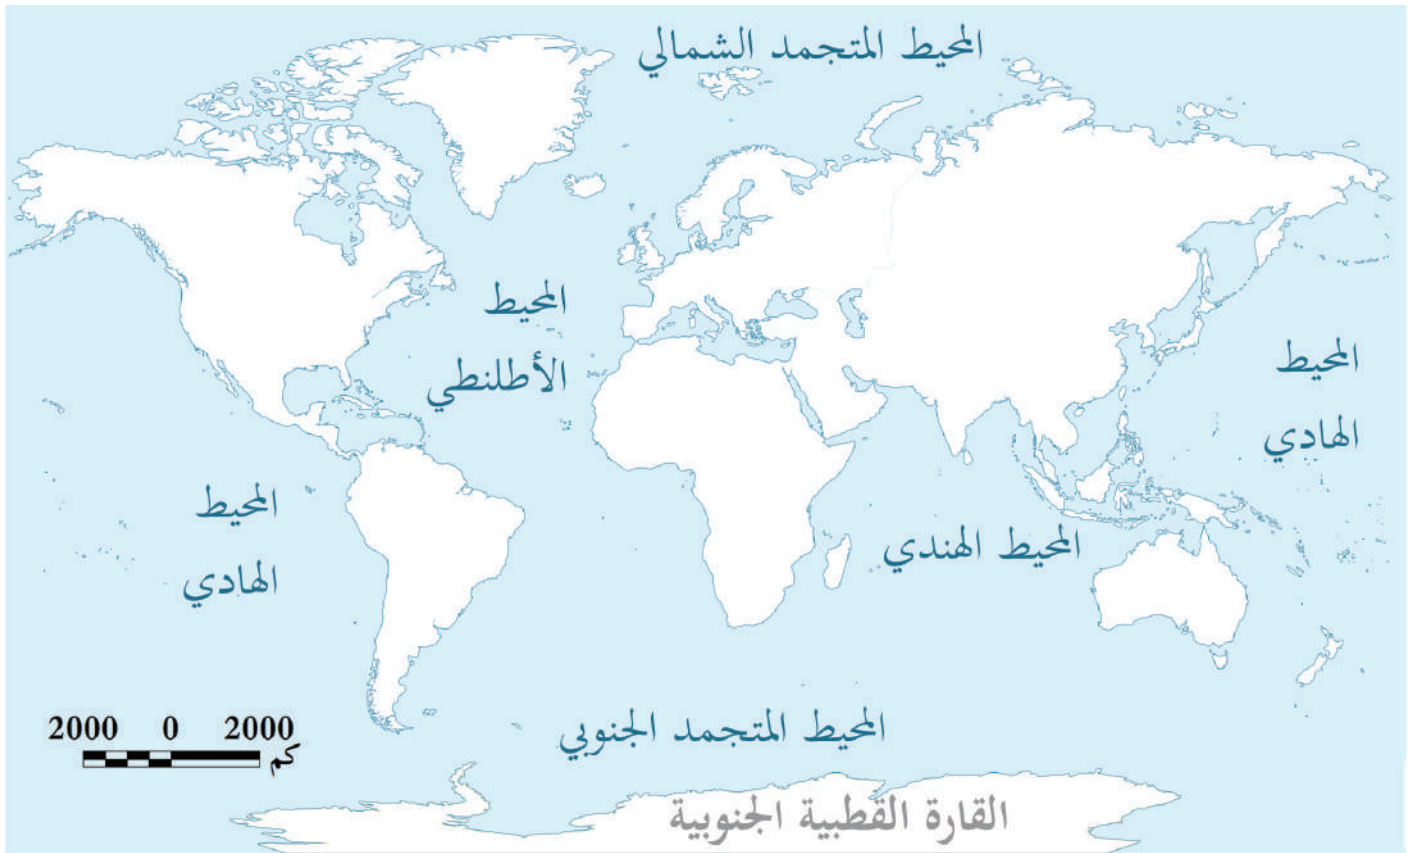 المحيط المتجمد الشمالي
المحيط
الأطلنطي
المحيط
الهادي
المحيط
الهادي
المحيط الهندي
المحيط المتجمد الجنوبي
2000 0 2000
كم
القارة القطبية الجنوبية